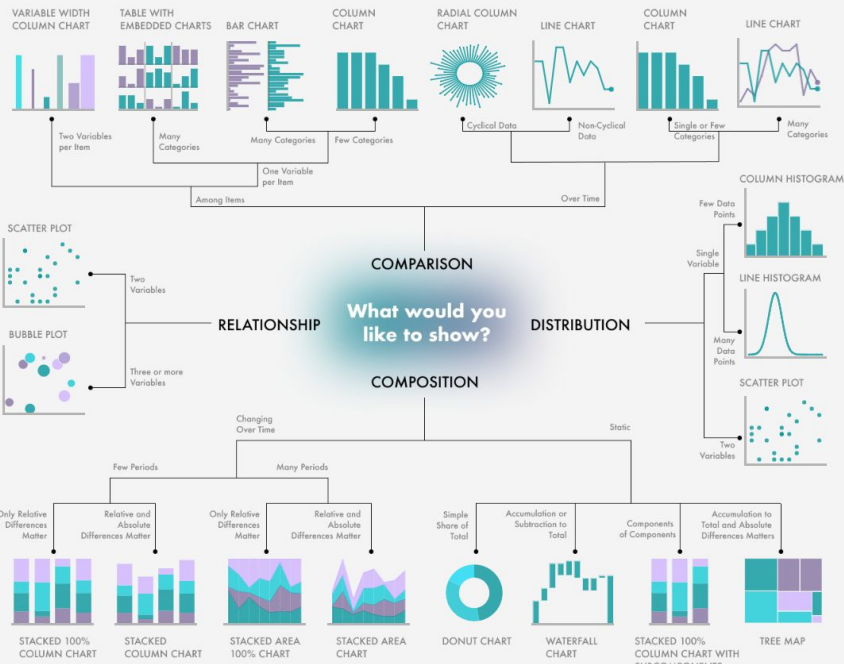 VARIABLE WIDTH
COLUMN CHART
TABLE WITH
EMBEDDED CHARTS
BAR CHART
COLUMN
CHART
RADIAL COLUMN
CHART
LINE CHART
COLUMN
CHART
LINE CHART
Two Variables
per Item
Many
Categories
Many Categories
Few Categories
Cyclical Data
Non-Cyclical
Data
Single or Few
Categories
Many
Categories
One Variable
per Item
Among Items
Over Time
COLUMN HISTOGRAM
Few Data
Points
Single
Variable
LINE HISTOGRAM
Many
Data
Points
SCATTER PLOT
Two
Variables
SCATTER PLOT
Two
Variables
BUBBLE PLOT
Three or more
Variables
COMPARISON
RELATIONSHIP
What would you
like to show?
DISTRIBUTION
COMPOSITION
Changing
Over Time
Static
Few Periods
Many Periods
Only Relative
Differences
Matter
Relative and
Absolute
Differences Matter
Only Relative
Differences
Matter
Relative and
Absolute
Differences Matter
Simple
Share of
Total
Accumulation or
Subtraction to
Total
Components
of Components
Accumulation to
Total and Absolute
Differences Matter
STACKED 100%
COLUMN CHART
STACKED
COLUMN CHART
STACKED AREA
100% CHART
STACKED AREA
CHART
DONUT CHART
WATERFALL
CHART
STACKED 100%
COLUMN CHART WITH
TREE MAP